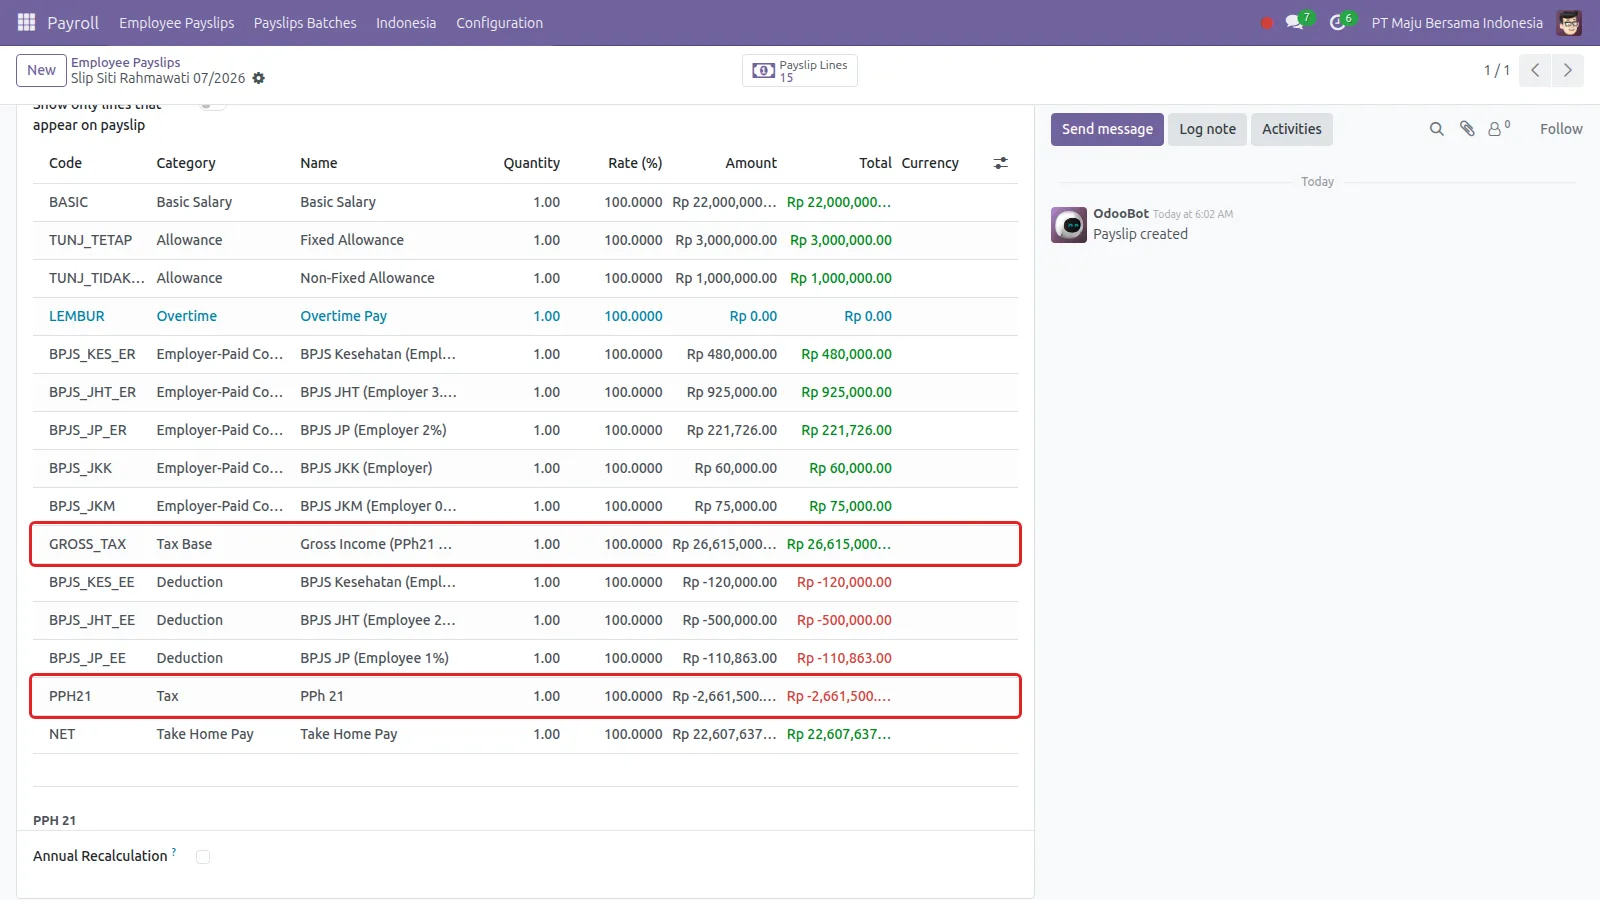 Payroll Employee Payslips Payslips Batches Indonesia Configuration 7 6 PT Maju Bersama Indonesia
New Employee Payslips
Slip Siti Rahmawati 07/2026
Payslip Lines
15
1 / 1
Show only lines that
appear on payslip
Send message Log note Activities 0 Follow
Code Category Name Quantity Rate (%) Amount Total Currency
BASIC Basic Salary Basic Salary 1.00 100.0000 Rp 22,000,000... Rp 22,000,000...
TUNJ_TETAP Allowance Fixed Allowance 1.00 100.0000 Rp 3,000,000.00 Rp 3,000,000.00
TUNJ_TIDAK... Allowance Non-Fixed Allowance 1.00 100.0000 Rp 1,000,000.00 Rp 1,000,000.00
LEMBUR Overtime Overtime Pay 1.00 100.0000 Rp 0.00 Rp 0.00
BPJS_KES_ER Employer-Paid Co... BPJS Kesehatan (Empl... 1.00 100.0000 Rp 480,000.00 Rp 480,000.00
BPJS_JHT_ER Employer-Paid Co... BPJS JHT (Employer 3.... 1.00 100.0000 Rp 925,000.00 Rp 925,000.00
BPJS_JP_ER Employer-Paid Co... BPJS JP (Employer 2%) 1.00 100.0000 Rp 221,726.00 Rp 221,726.00
BPJS_JKK Employer-Paid Co... BPJS JKK (Employer) 1.00 100.0000 Rp 60,000.00 Rp 60,000.00
BPJS_JKM Employer-Paid Co... BPJS JKM (Employer 0... 1.00 100.0000 Rp 75,000.00 Rp 75,000.00
GROSS_TAX Tax Base Gross Income (PPh21 ... 1.00 100.0000 Rp 26,615,000... Rp 26,615,000...
BPJS_KES_EE Deduction BPJS Kesehatan (Empl... 1.00 100.0000 Rp -120,000.00 Rp -120,000.00
BPJS_JHT_EE Deduction BPJS JHT (Employee 2... 1.00 100.0000 Rp -500,000.00 Rp -500,000.00
BPJS_JP_EE Deduction BPJS JP (Employee 1%) 1.00 100.0000 Rp -110,863.00 Rp -110,863.00
PPH21 Tax PPh 21 1.00 100.0000 Rp -2,661,500.... Rp -2,661,500....
NET Take Home Pay Take Home Pay 1.00 100.0000 Rp 22,607,637... Rp 22,607,637...
PPH 21
Annual Recalculation ?
Today
OdooBot Today at 6:02 AM
Payslip created